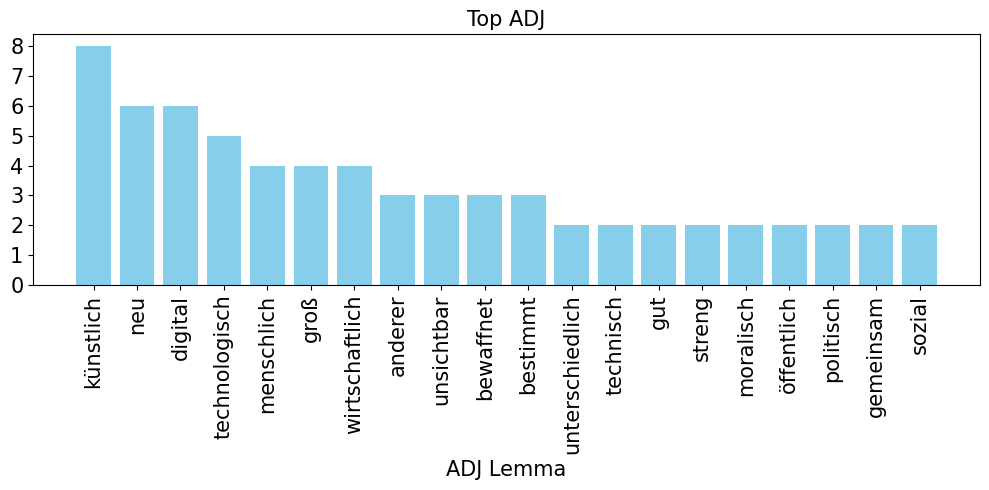 Top ADJ
8
7
6
5
4
3
2
1
0
künstlich
neu
digital
technologisch
menschlich
groß
wirtschaftlich
anderer
unsichtbar
bewaffnet
bestimmt
unterschiedlich
technisch
gut
streng
moralisch
öffentlich
politisch
gemeinsam
sozial
ADJ Lemma